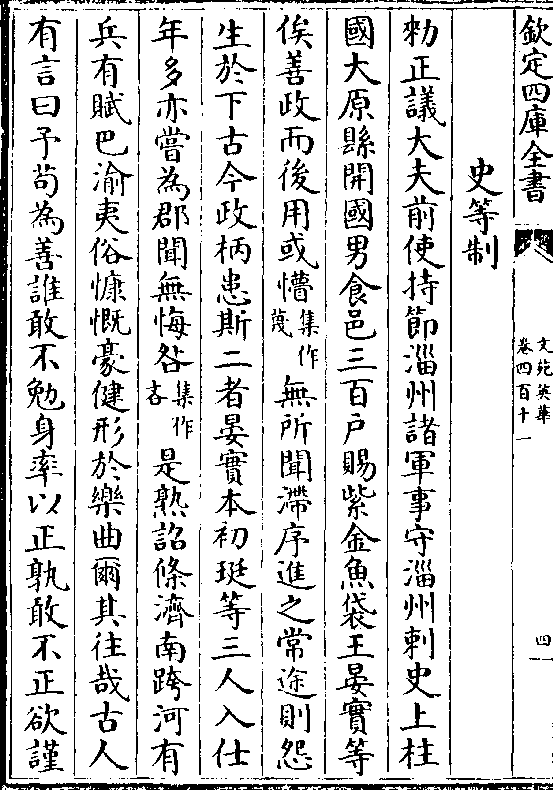 欽定四庫全書
文苑英華
卷四百十一
四
史等制
勑正議大夫前使持節淄州諸軍事守淄州刺史上柱
國大原縣開國男食邑三百戶賜紫金魚袋王晏實等
俟善政而後用或懵集作蔑無所聞滯序進之常途則怨
生於下古今政柄患斯二者晏實本初珽等三人入仕
年多亦嘗為郡聞無悔咎集作吝是熟詔條濟南跨河有
兵有賦巴渝夷俗慷慨豪健形於樂曲爾其往哉古人
有言曰予茍為善誰敢不勉身率以正孰敢不正欲謹